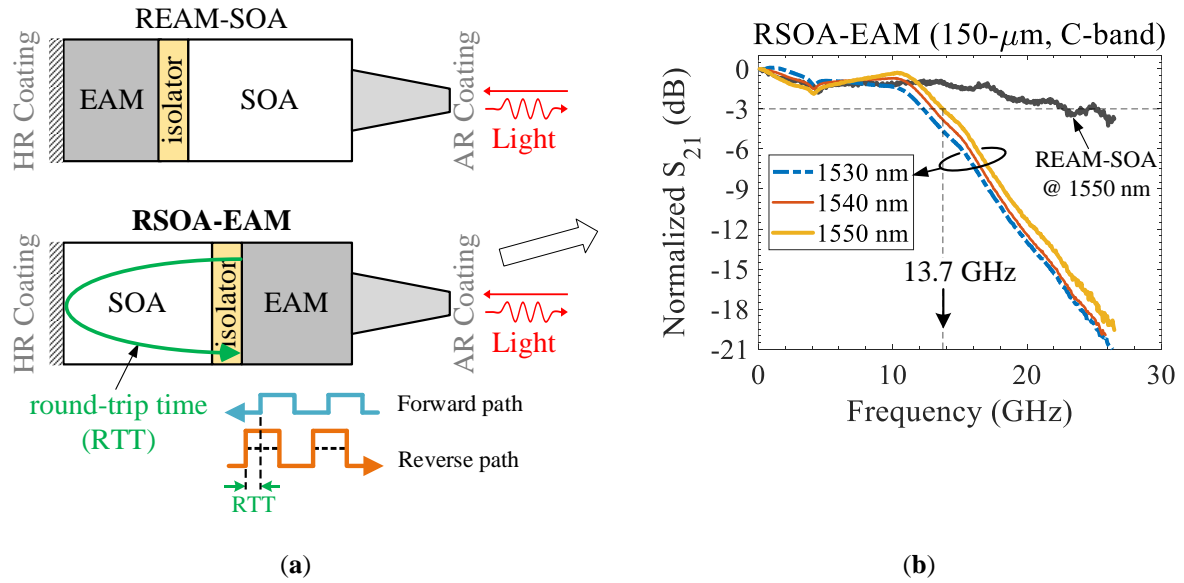 REAM-SOA
HR Coating
EAM
isolator
SOA
AR Coating
Light
RSOA-EAM
HR Coating
SOA
isolator
EAM
AR Coating
Light
round-trip time
(RTT)
Forward path
Reverse path
RTT
(a)
RSOA-EAM (150-μm, C-band)
Normalized S21 (dB)
0
-3
-6
-9
-12
-15
-18
-21
REAM-SOA
@ 1550 nm
1530 nm
1540 nm
1550 nm
13.7 GHz
0
10
20
30
Frequency (GHz)
(b)